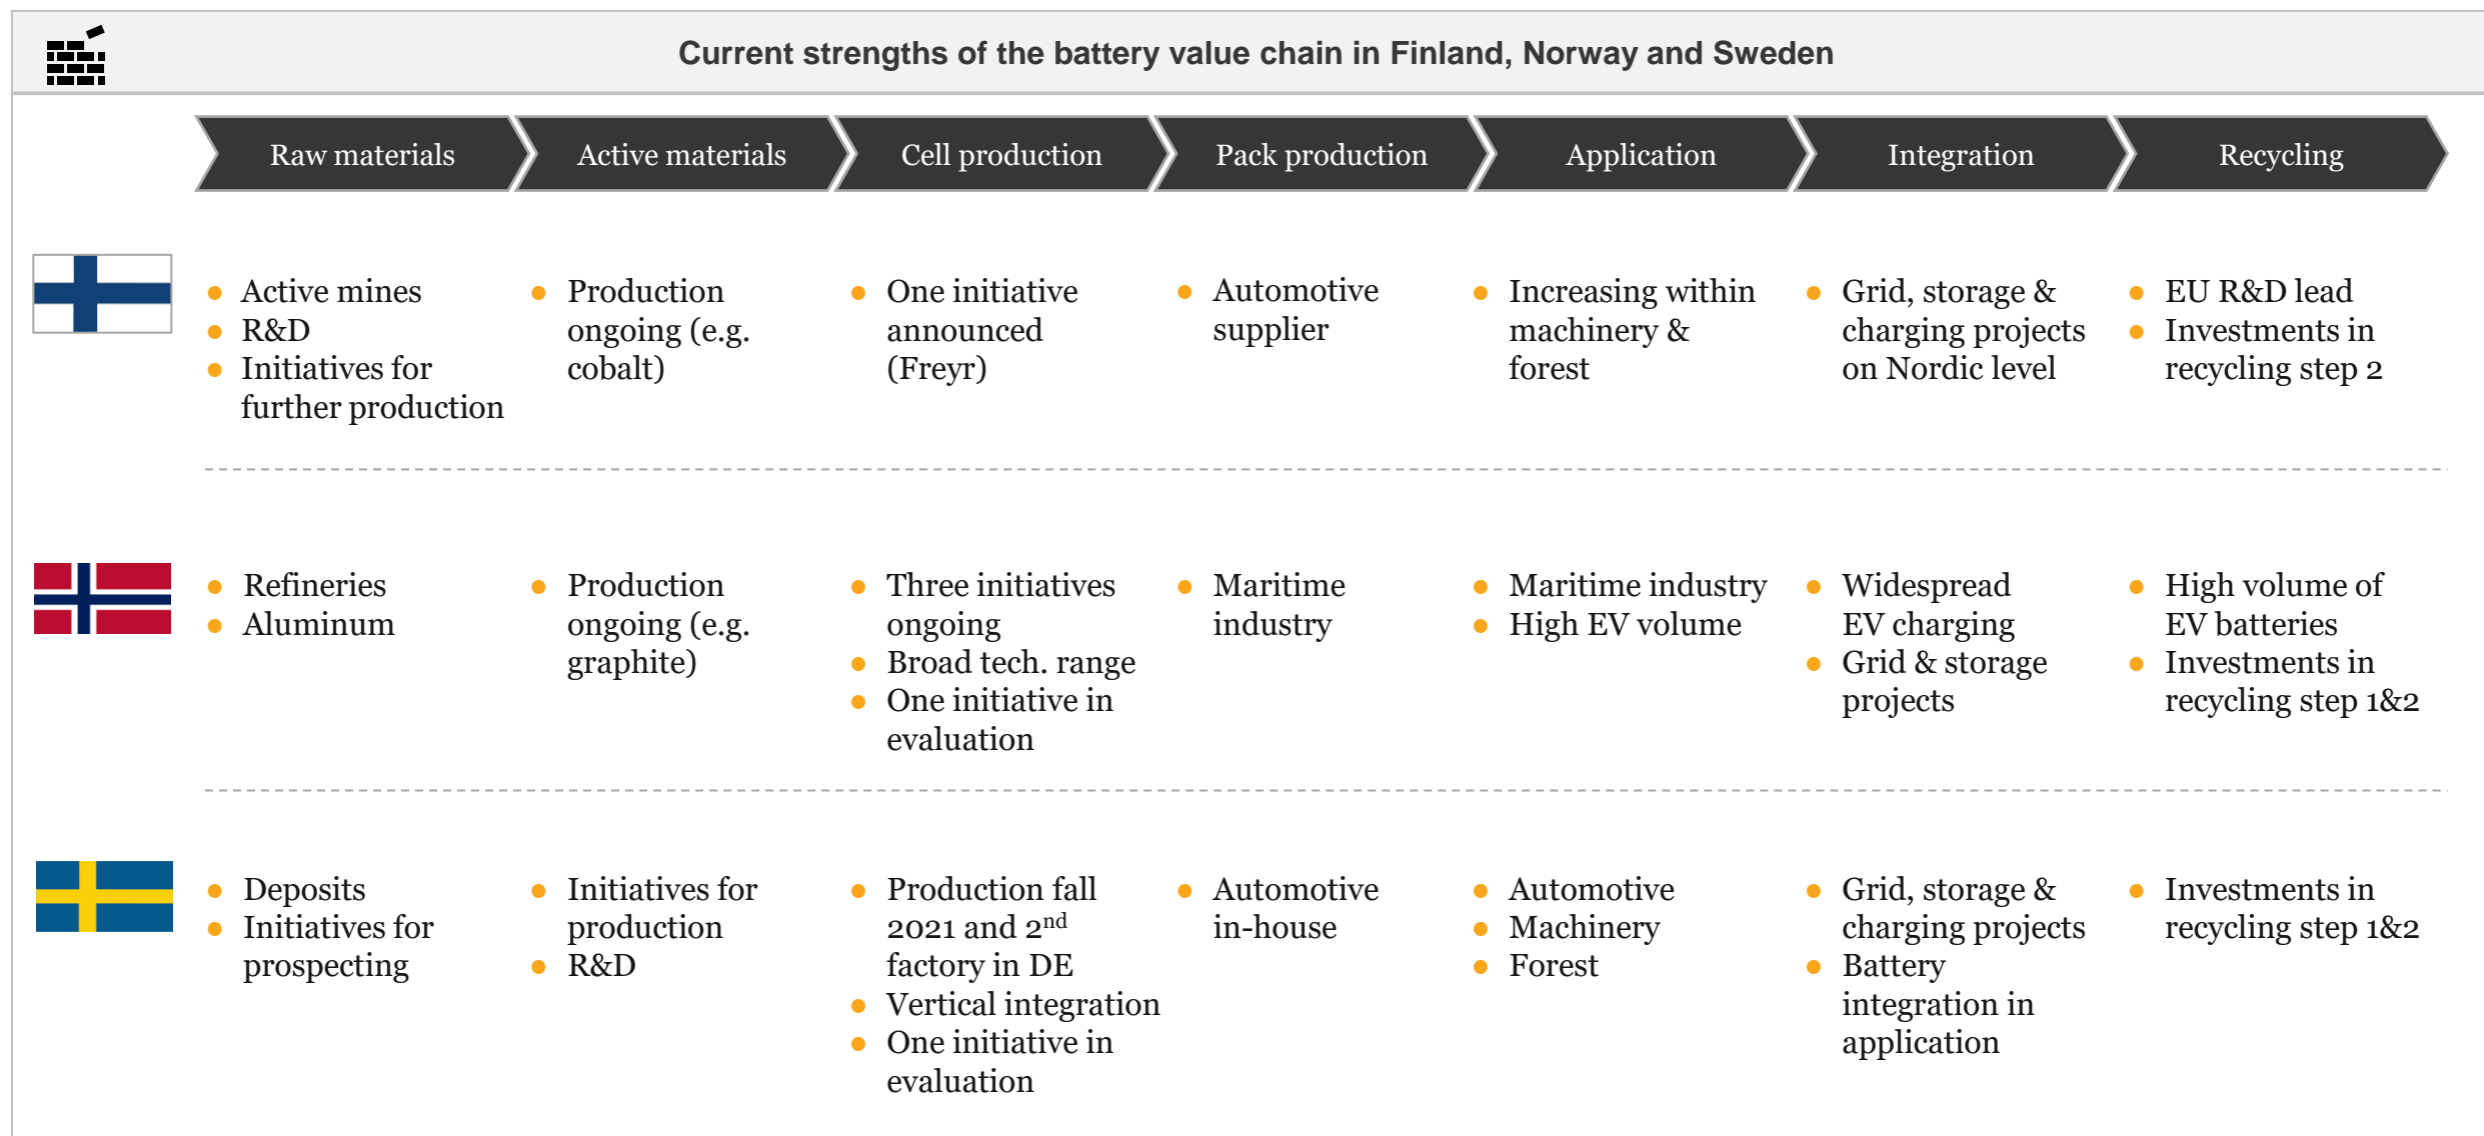 Current strengths of the battery value chain in Finland, Norway and Sweden
Raw materials
Active materials
Cell production
Pack production
Application
Integration
Recycling
Active mines
R&D
Initiatives for
further production
Production
ongoing (e.g.
cobalt)
One initiative
announced
(Freyr)
Automotive
supplier
Increasing within
machinery &
forest
Grid, storage &
charging projects
on Nordic level
EU R&D lead
Investments in
recycling step 2
Refineries
Aluminum
Production
ongoing (e.g.
graphite)
Three initiatives
ongoing
Broad tech. range
One initiative in
evaluation
Maritime
industry
Maritime industry
High EV volume
Widespread
EV charging
Grid & storage
projects
High volume of
EV batteries
Investments in
recycling step 1&2
Deposits
Initiatives for
prospecting
Initiatives for
production
R&D
Production fall
2021 and 2nd
factory in DE
Vertical integration
One initiative in
evaluation
Automotive
in-house
Automotive
Machinery
Forest
Grid, storage &
charging projects
Battery
integration in
application
Investments in
recycling step 1&2